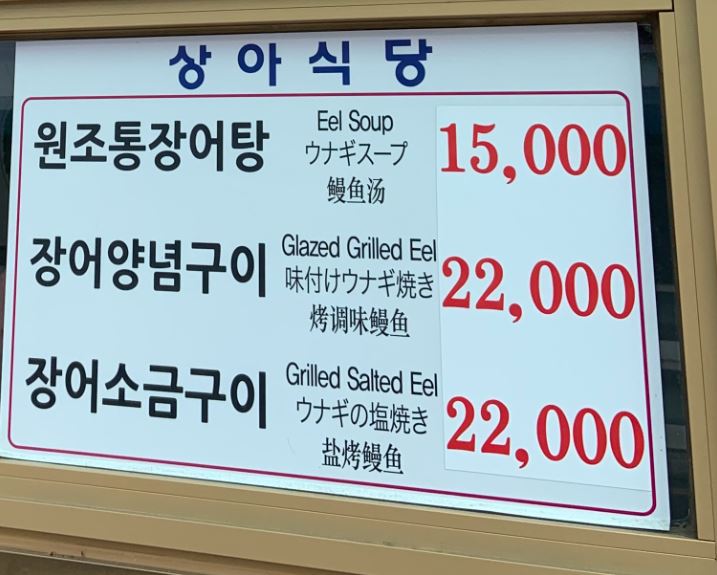 상아식당
원조통장어탕
Eel Soup
ウナギスープ
鳗鱼汤
15,000
장어양념구이
Glazed Grilled Eel
味付けウナギ焼き
烤调味鳗鱼
22,000
장어소금구이
Grilled Salted Eel
ウナギの塩焼き
盐烤鳗鱼
22,000